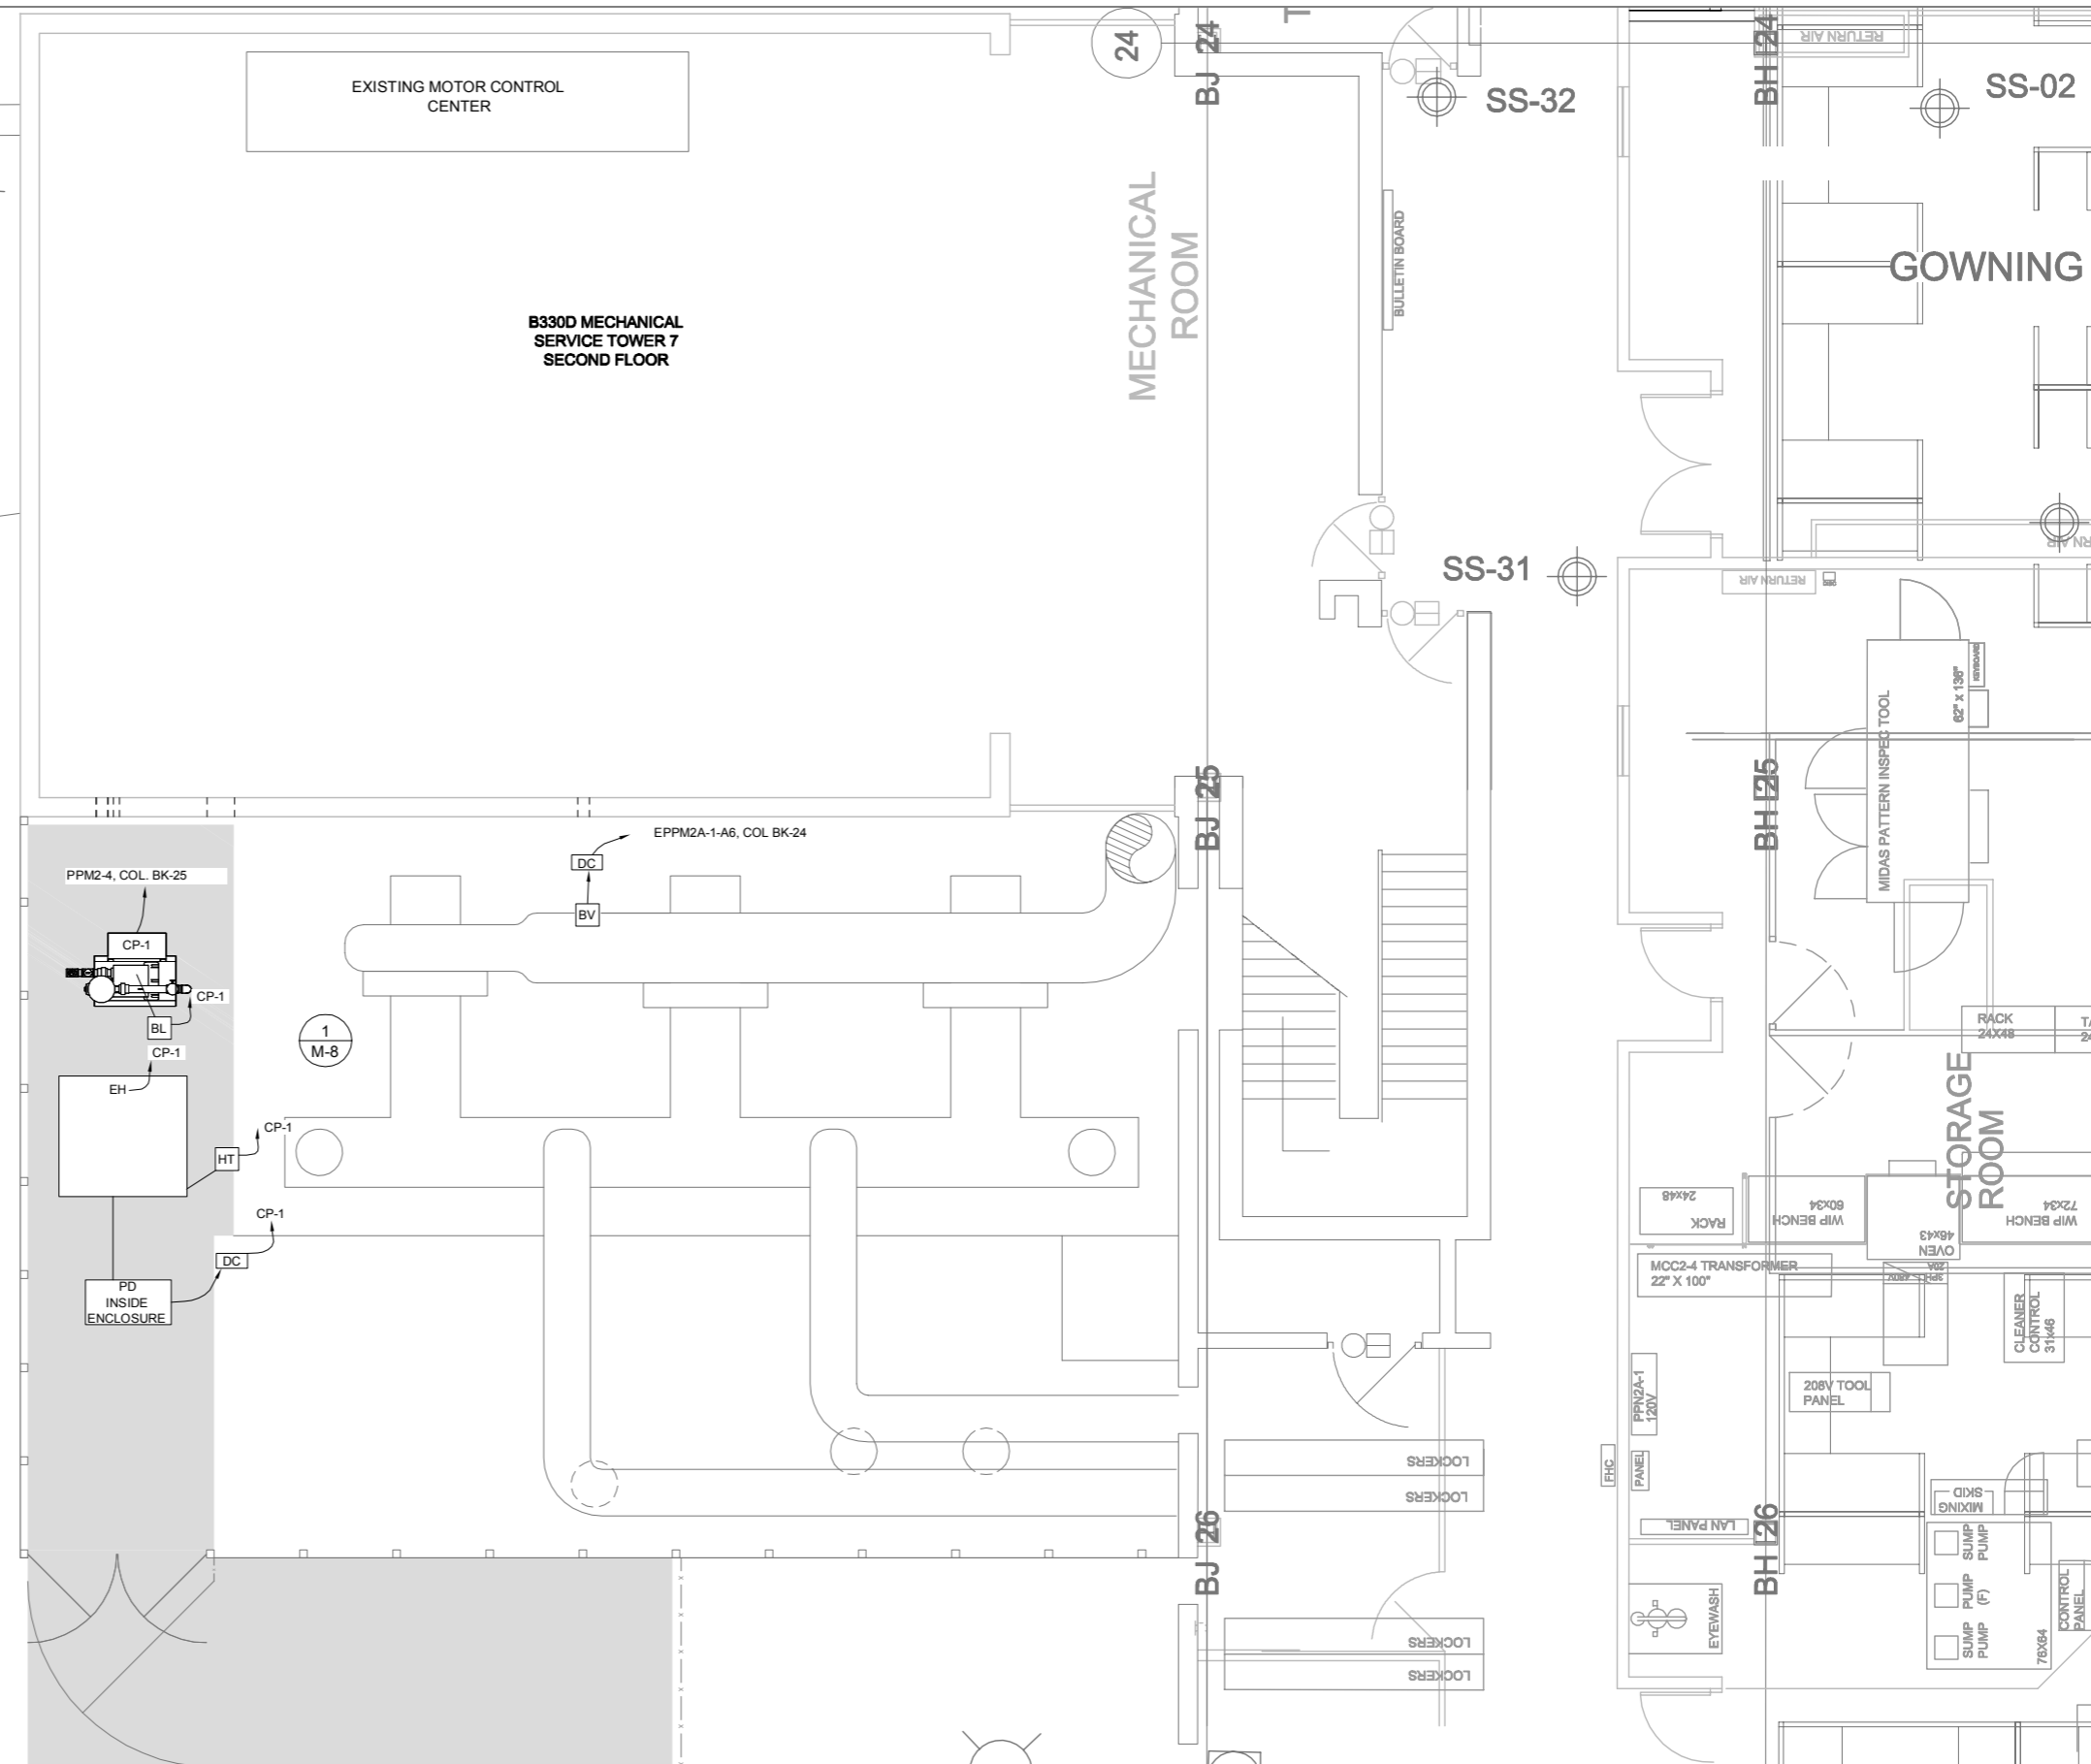 EXISTING MOTOR CONTROL
CENTER
24
BJ 24
SS-32
BH 24
RETURN AIR
SS-02
MECHANICAL
ROOM
BULLETIN BOARD
GOWNING
B330D MECHANICAL
SERVICE TOWER 7
SECOND FLOOR
SS-31
RETURN AIR
KEYBOARD
62" x 136"
MIDAS PATTERN INSPEC TOOL
BJ 25
BH 25
EPPM2A-1-A6, COL BK-24
DC
BV
PPM2-4, COL. BK-25
CP-1
CP-1
BL
CP-1
EH
1
M-8
CP-1
HT
CP-1
DC
PD
INSIDE
ENCLOSURE
RACK
24X48
STORAGE
ROOM
RACK
24x48
WIP BENCH
60x34
OVEN
46x43
WIP BENCH
72x34
MCC2-4 TRANSFORMER
22" X 100"
CLEANER
CONTROL
31x46
208V TOOL
PANEL
PPN2A-1
120V
FHC
PANEL
LOCKERS
LOCKERS
LAN PANEL
MIXING
SKID
BJ 26
BH 26
SUMP
PUMP
PUMP
(F)
SUMP
PUMP
76X64
CONTROL
PANEL
EYEWASH
LOCKERS
LOCKERS